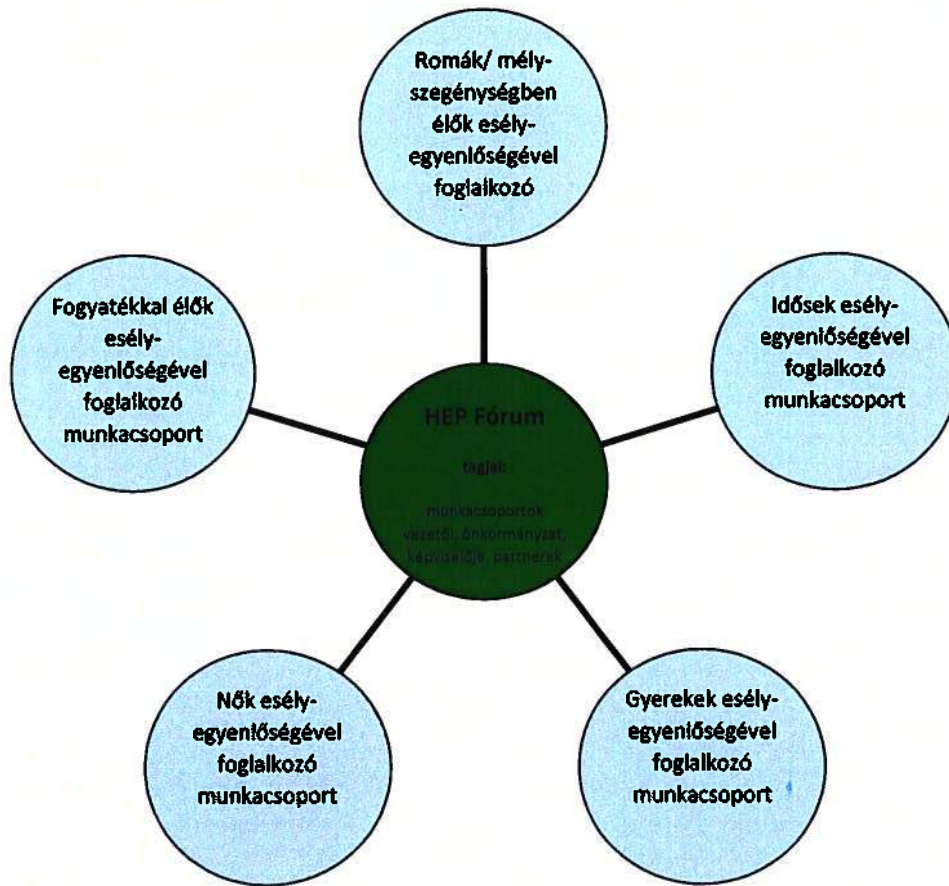 Romák/ mély-
szegénységben
élők esély-
egyenlőségével
foglalkozó
Fogyatékkal élők
esély-
egyenlőségével
foglalkozó
munkacsoport
Idősek esély-
egyenlőségével
foglalkozó
munkacsoport
HEP Fórum
tagjai:
munkacsoportok
vezetői, önkormányzat,
képviselője, partnerek
Nők esély-
egyenlőségével
foglalkozó
munkacsoport
Gyerekek esély-
egyenlőségével
foglalkozó
munkacsoport